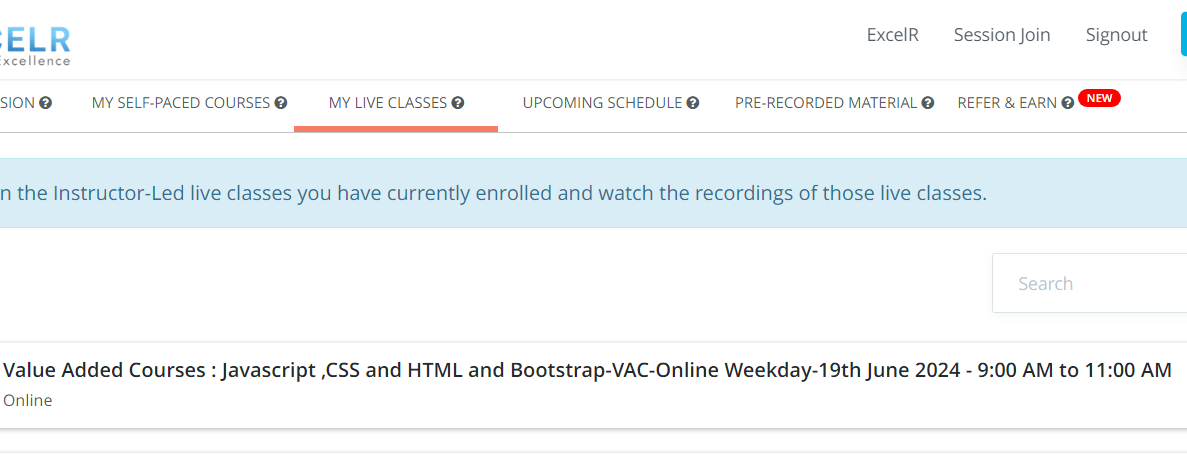 CELR
Excellence
ExcelR Session Join Signout
SION MY SELF-PACED COURSES MY LIVE CLASSES UPCOMING SCHEDULE PRE-RECORDED MATERIAL REFER & EARN NEW
n the Instructor-Led live classes you have currently enrolled and watch the recordings of those live classes.
Search
Value Added Courses : Javascript ,CSS and HTML and Bootstrap-VAC-Online Weekday-19th June 2024 - 9:00 AM to 11:00 AM
Online